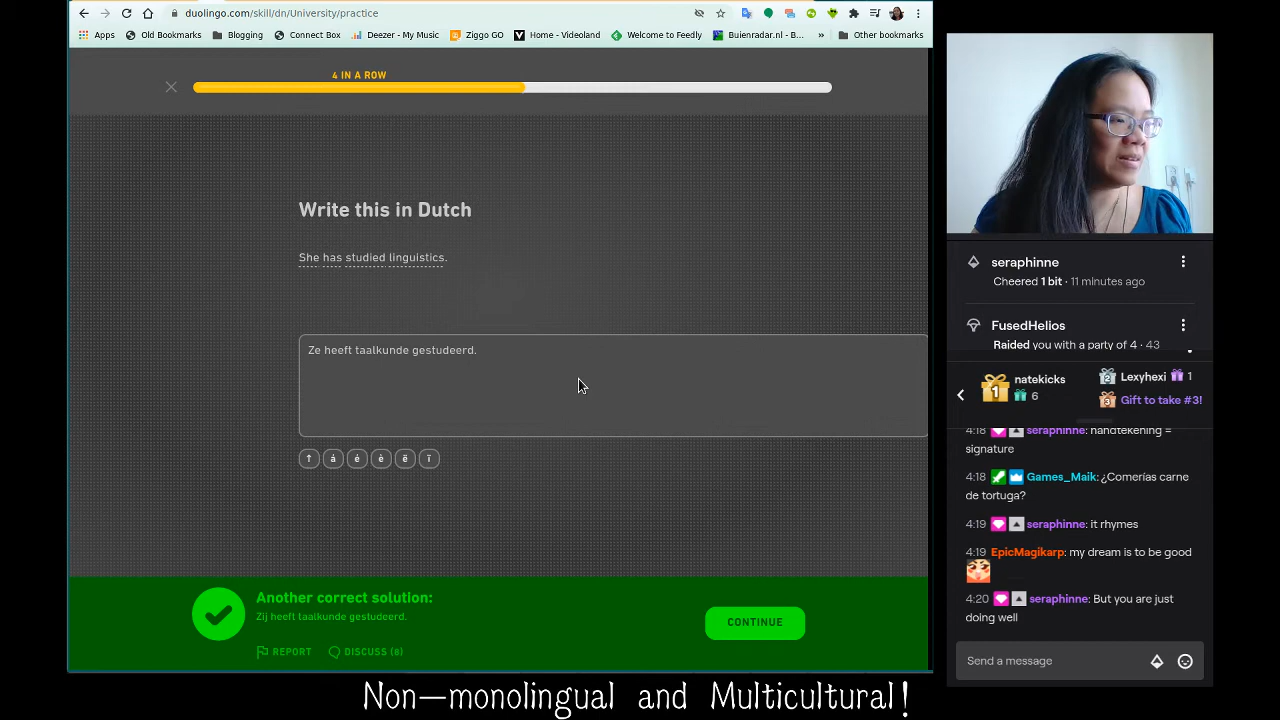 duolingo.com/skill/dn/University/practice
Apps Old Bookmarks Blogging Connect Box Deezer - My Music Ziggo GO Home - Videoland Welcome to Feedly Buienradar.nl - B... » Other bookmarks
4 IN A ROW
Write this in Dutch
She has studied linguistics.
Ze heeft taalkunde gestudeerd.
↑ á é è ë ï
Another correct solution:
Zij heeft taalkunde gestudeerd.
CONTINUE
REPORT DISCUSS (8)
seraphinne
Cheered 1 bit · 11 minutes ago
FusedHelios
Raided you with a party of 4 · 43
1 natekicks
6
2 Lexyhexi 1
3 Gift to take #3!
4:18 seraphinne: handtekening =
signature
4:18 Games_Maik: ¿Comerías carne
de tortuga?
4:19 seraphinne: it rhymes
4:19 EpicMagikarp: my dream is to be good
4:20 seraphinne: But you are just
doing well
Send a message
Non-monolingual and Multicultural!